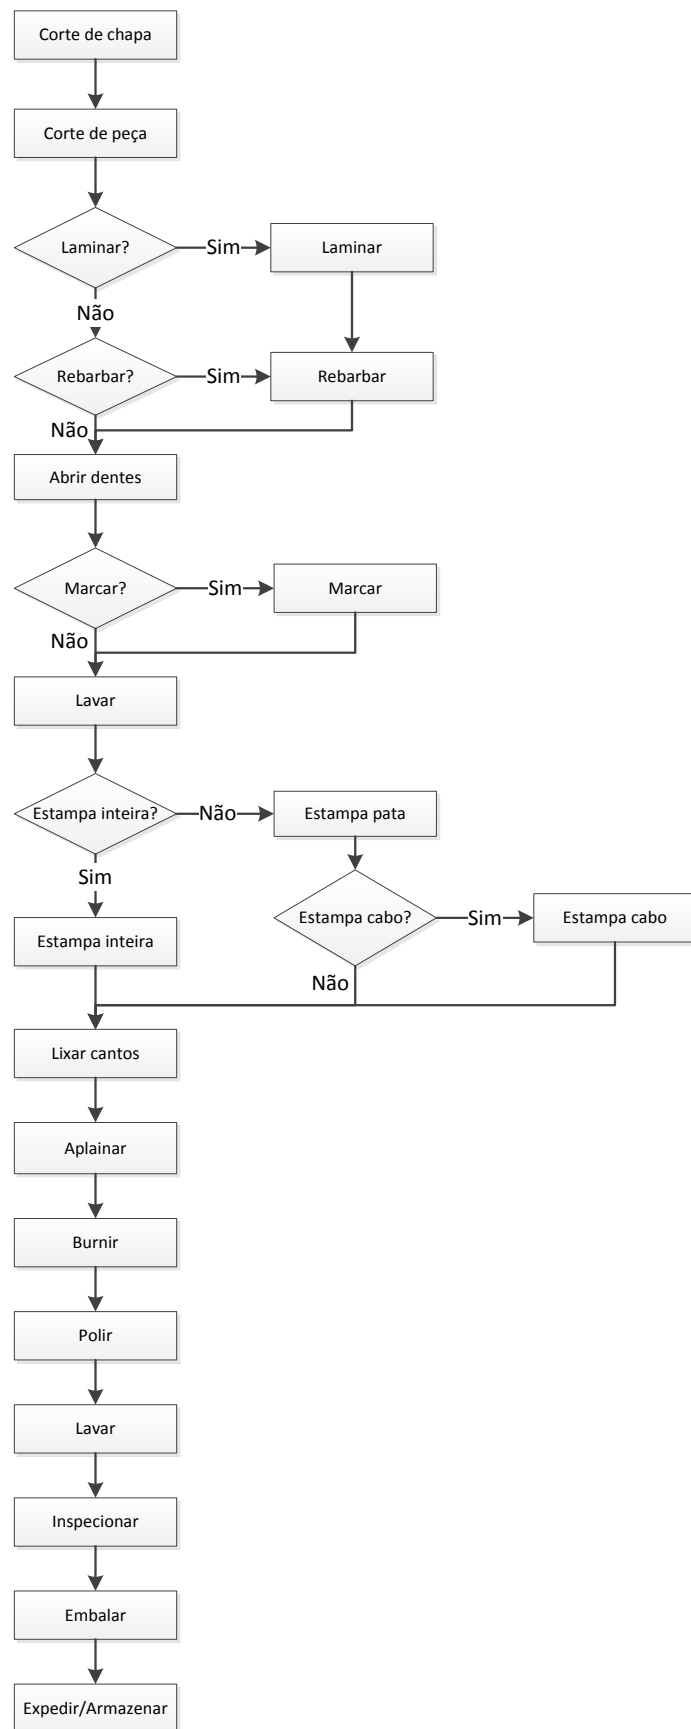 Corte de chapa
Corte de peça
Laminar?
Sim
Laminar
Não
Rebarbar?
Sim
Rebarbar
Não
Abrir dentes
Marcar?
Sim
Marcar
Não
Lavar
Estampa inteira?
Não
Estampa pata
Sim
Estampa cabo?
Sim
Estampa cabo
Estampa inteira
Não
Lixar cantos
Aplainar
Burnir
Polir
Lavar
Inspecionar
Embalar
Expedir/Armazenar